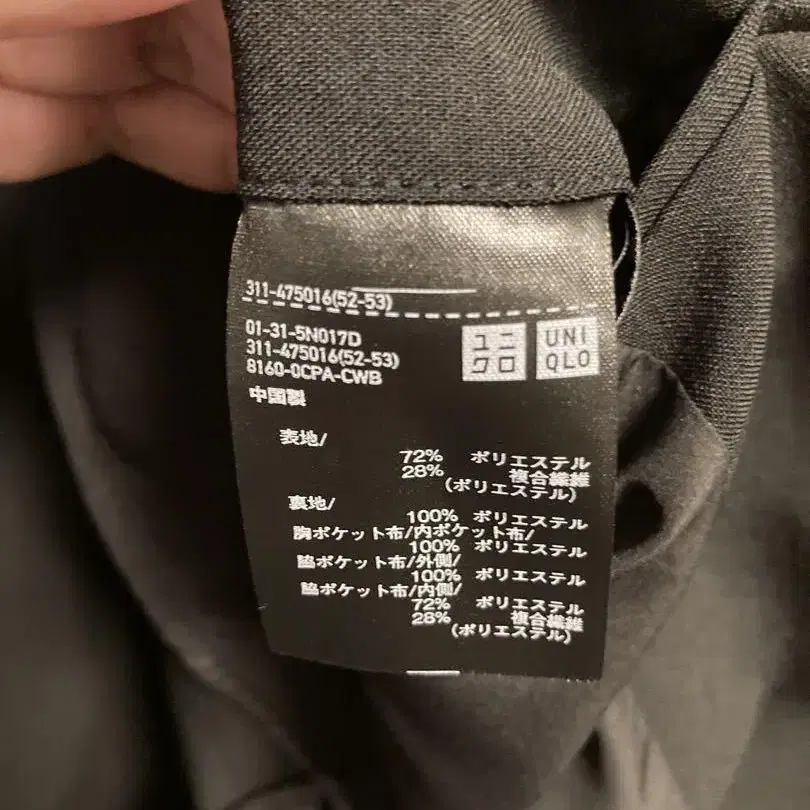 311-475016(52-53)
01-31-5N017D
311-475016(52-53)
8160-0CPA-CWB
中国製
ユニ
クロ
UNI
QLO
表地/
72% ポリエステル
28% 複合繊維
(ポリエステル)
裏地/
100% ポリエステル
胸ポケット布/内ポケット布/
100% ポリエステル
脇ポケット布/外側/
100% ポリエステル
脇ポケット布/内側/
72% ポリエステル
28% 複合繊維
(ポリエステル)